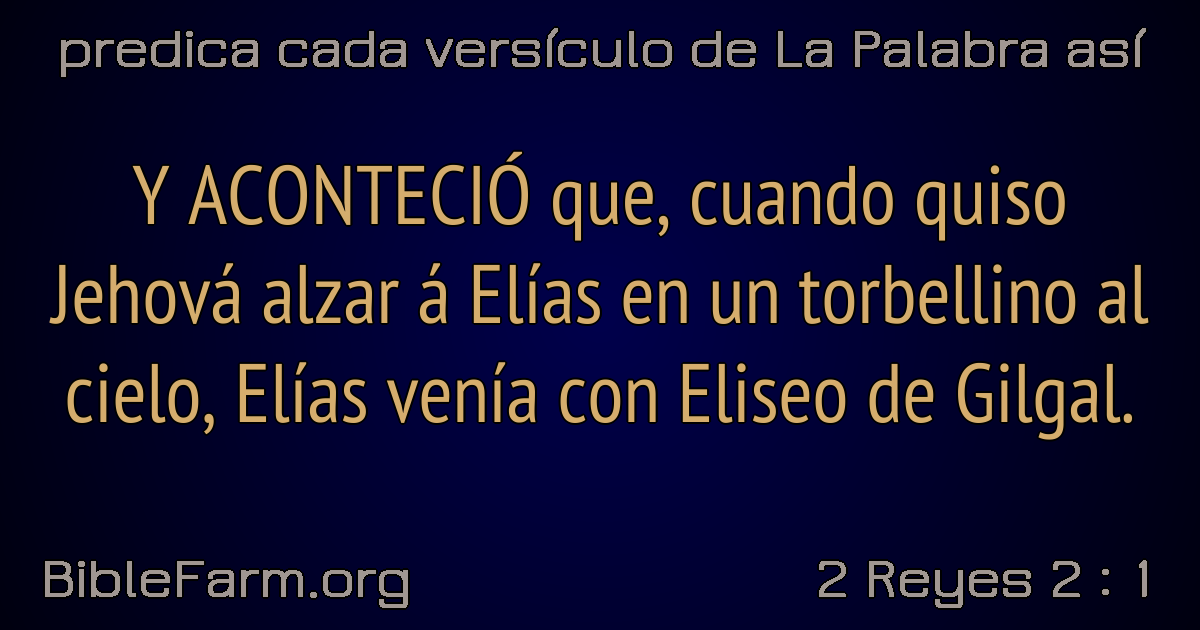 predica cada versículo de La Palabra así
Y ACONTECIÓ que, cuando quiso
Jehová alzar á Elías en un torbellino al
cielo, Elías venía con Eliseo de Gilgal.
BibleFarm.org
2 Reyes 2 : 1